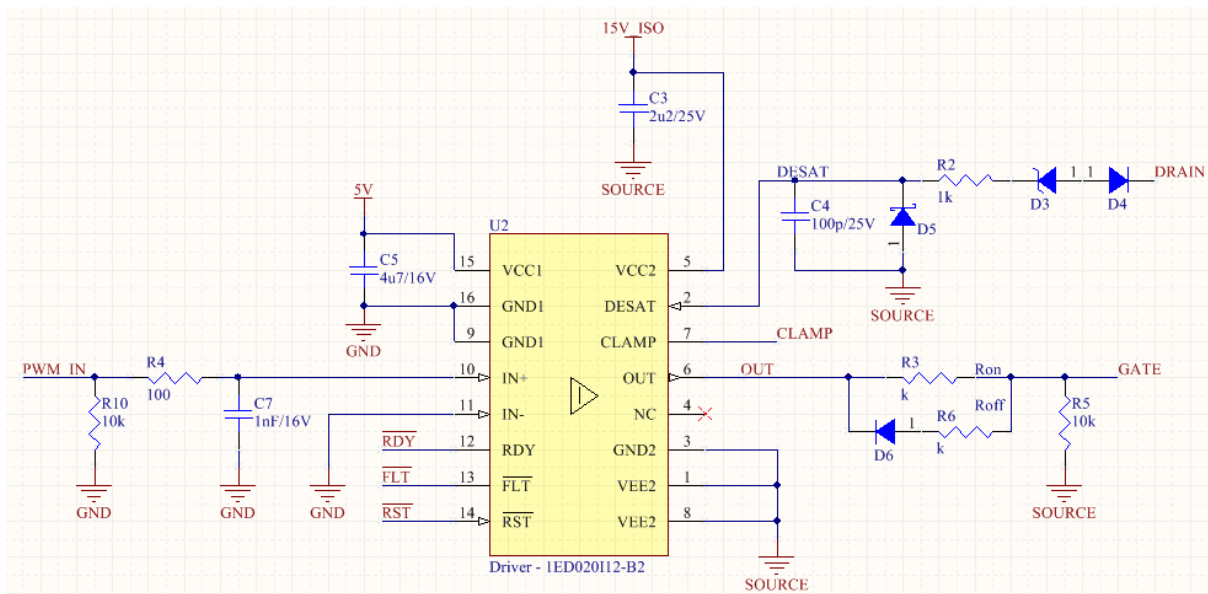 15V_ISO
C3
2u2/25V
SOURCE
DESAT
R2
1k
D3
1
1
D4
DRAIN
C4
100p/25V
D5
1
SOURCE
5V
C5
4u7/16V
GND
U2
15 VCC1 VCC2 5
16 GND1 DESAT 2
9 GND1 CLAMP 7 CLAMP
PWM_IN R4 100 10 IN+ OUT 6 OUT R3 k Ron GATE
R10
10k
C7
1nF/16V
11 IN- NC 4
D6 1 R6 k Roff
R5
10k
RDY 12 RDY GND2 3
FLT 13 FLT VEE2 1
RST 14 RST VEE2 8
GND
GND
GND
SOURCE
SOURCE
Driver - 1ED020I12-B2